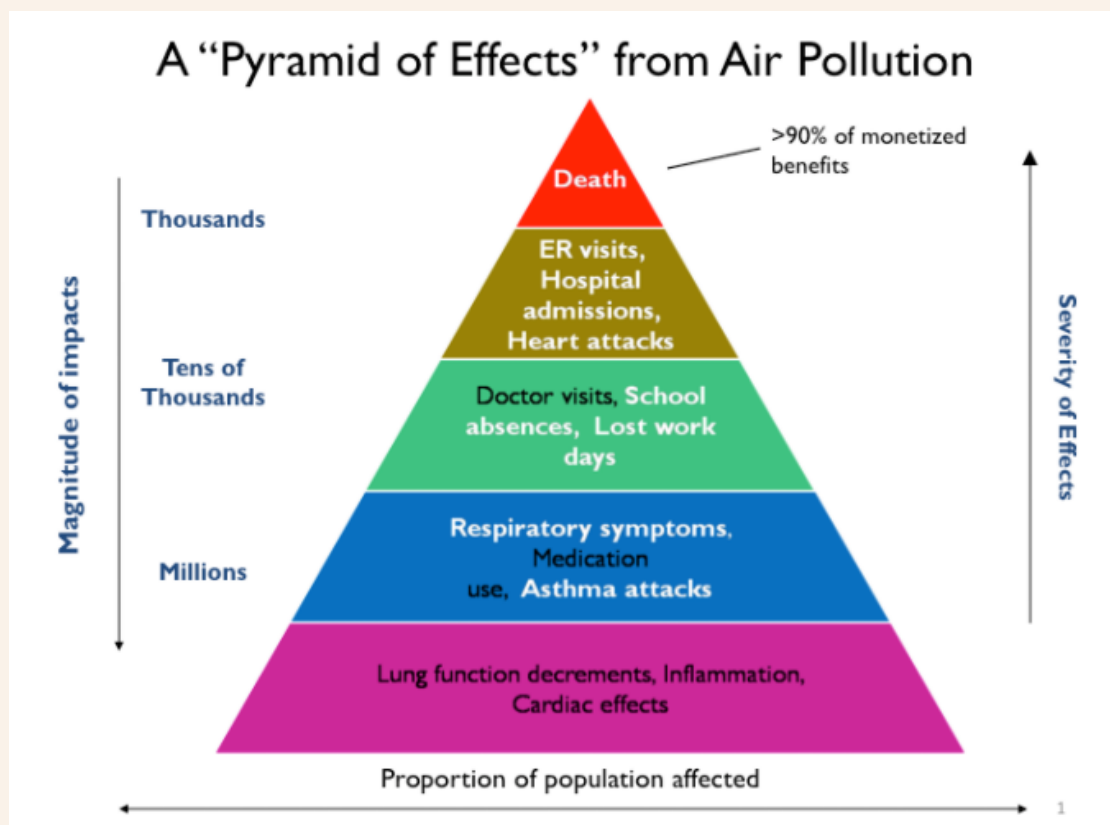 A “Pyramid of Effects” from Air Pollution
>90% of monetized
benefits
Death
Thousands
ER visits,
Hospital
admissions,
Heart attacks
Magnitude of impacts
Severity of Effects
Tens of
Thousands
Doctor visits, School
absences, Lost work
days
Respiratory symptoms,
Medication
use, Asthma attacks
Millions
Lung function decrements, Inflammation,
Cardiac effects
Proportion of population affected
1